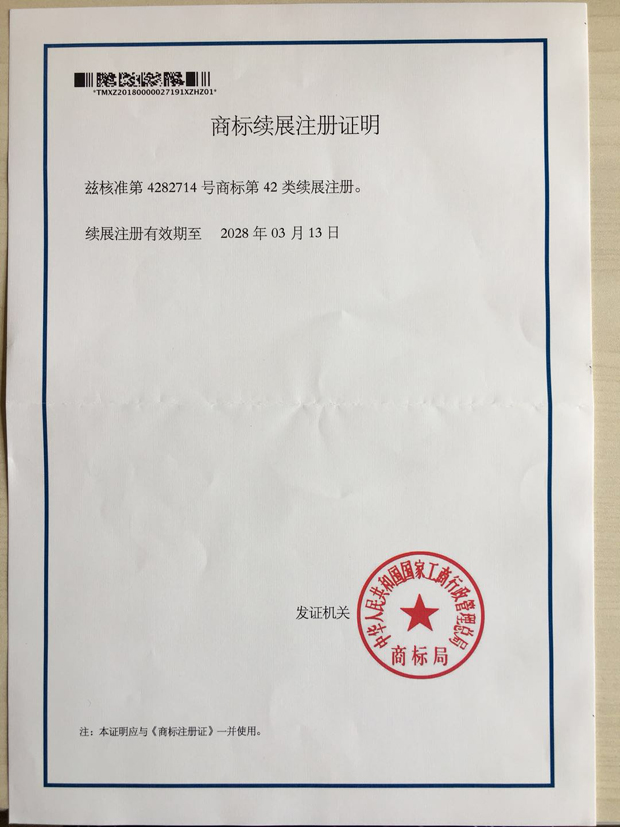 *TMXZ20180000027191XZHZ01*
商标续展注册证明
兹核准第 4282714 号商标第 42 类续展注册。
续展注册有效期至 2028 年 03 月 13 日
发证机关
中华人民共和国国家工商行政管理总局
商标局
注：本证明应与《商标注册证》一并使用。